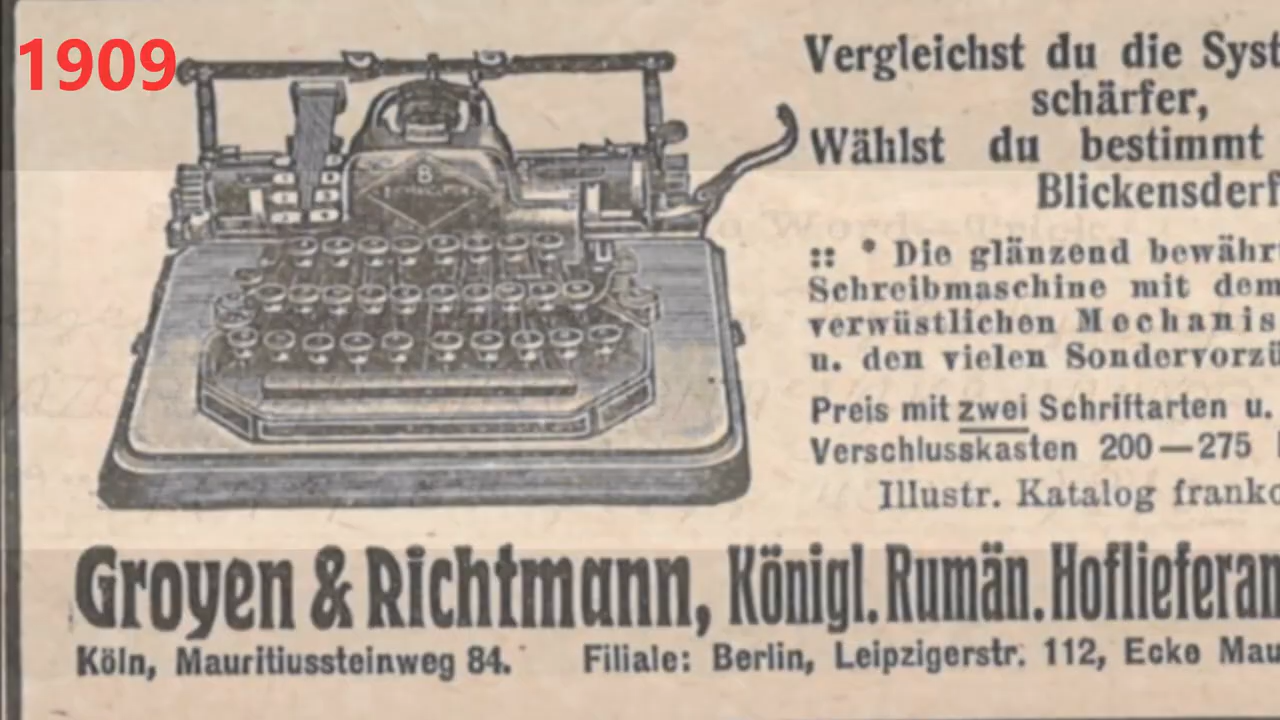 1909
Vergleichst du die Syst
schärfer,
Wählst du bestimmt
Blickensderf
:: * Die glänzend bewähr
Schreibmaschine mit dem
verwüstlichen Mechanis
u. den vielen Sondervorzü
Preis mit zwei Schriftarten u.
Verschlusskasten 200—275
Illustr. Katalog franko
B
Groyen & Richtmann, Königl. Rumän. Hoflieferan
Köln, Mauritiussteinweg 84. Filiale: Berlin, Leipzigerstr. 112, Ecke Mau